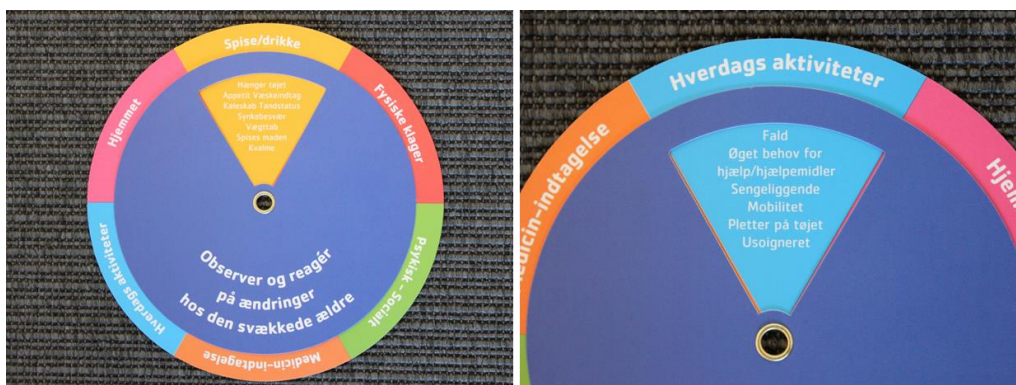 Spise/drikke
Fysiske klager
Psykisk - Socialt
Medicin-indtagelse
Hverdags aktiviteter
Hjemmet
Hænger tøjet
Appetit Væskeindtag
Køleskab Tandstatus
Synkebesvær
Vægttab
Spises maden
Kvalme
Observer og reagér
på ændringer
hos den svækkede ældre
edicin-indtagelse
Hverdags aktiviteter
Hjem
Fald
Øget behov for
hjælp/hjælpemidler
Sengeliggende
Mobilitet
Pletter på tøjet
Usoigneret